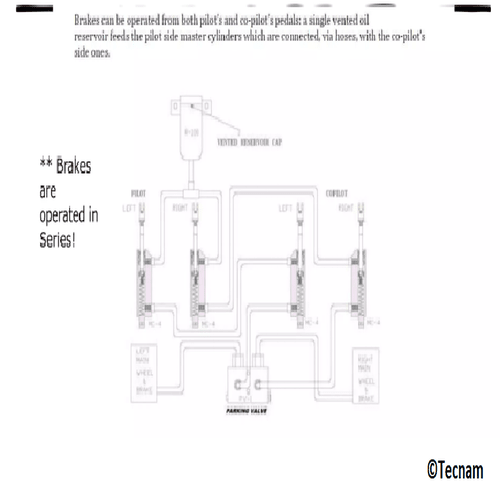 Brakes can be operated from both pilot's and co-pilot's pedals: a single vented oil
reservoir feeds the pilot side master cylinders which are connected, via hoses, with the co-pilot's
side ones.
VENTED RESERVOIR CAP
** Brakes
are
operated in
Series!
PILOT
COPILOT
LEFT
RIGHT
LEFT
RIGHT
MC-4
MC-4
MC-4
MC-4
LEFT
MAIN
WHEEL
&
BRAKE
RIGHT
MAIN
WHEEL
&
BRAKE
PV-1
PARKING VALVE
©Tecnam